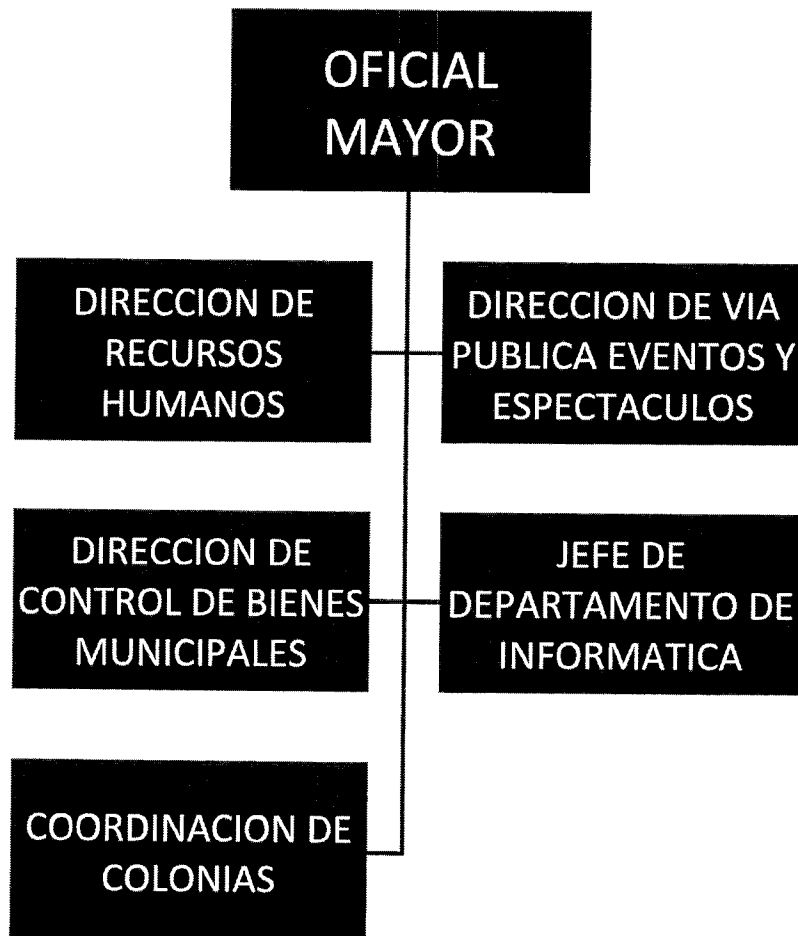 OFICIAL
MAYOR
DIRECCION DE
RECURSOS
HUMANOS
DIRECCION DE VIA
PUBLICA EVENTOS Y
ESPECTACULOS
DIRECCION DE
CONTROL DE BIENES
MUNICIPALES
JEFE DE
DEPARTAMENTO DE
INFORMATICA
COORDINACION DE
COLONIAS